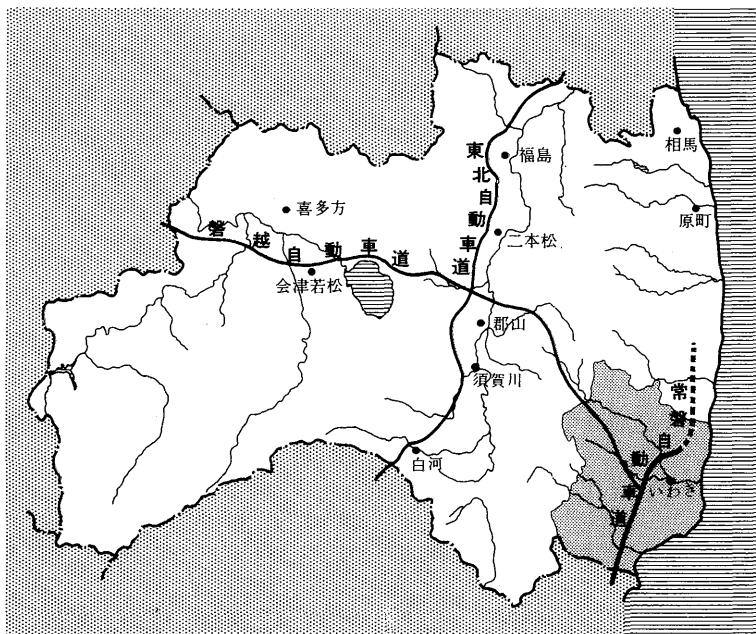 東北自動車道
福島
相馬
喜多方
原町
磐越自動車道
二本松
会津若松
郡山
須賀川
常磐自動車道
白河
いわき